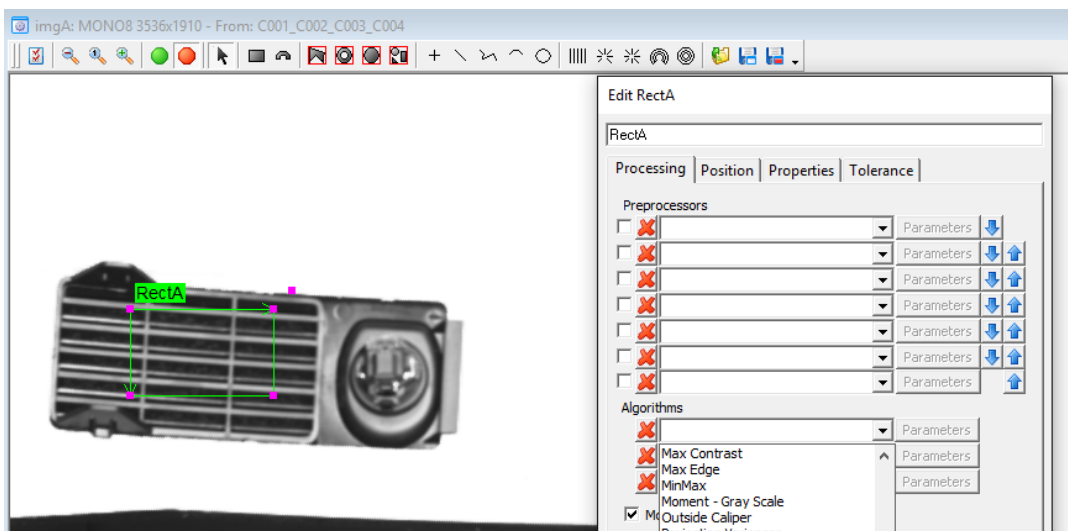 imgA: MONO8 3536x1910 - From: C001_C002_C003_C004
Edit RectA
RectA
Processing Position Properties Tolerance
Preprocessors
Parameters
Parameters
Parameters
Parameters
Parameters
Parameters
Parameters
Algorithms
Parameters
Max Contrast
Parameters
Max Edge
MinMax
Parameters
Moment - Gray Scale
Outside Caliper
RectA